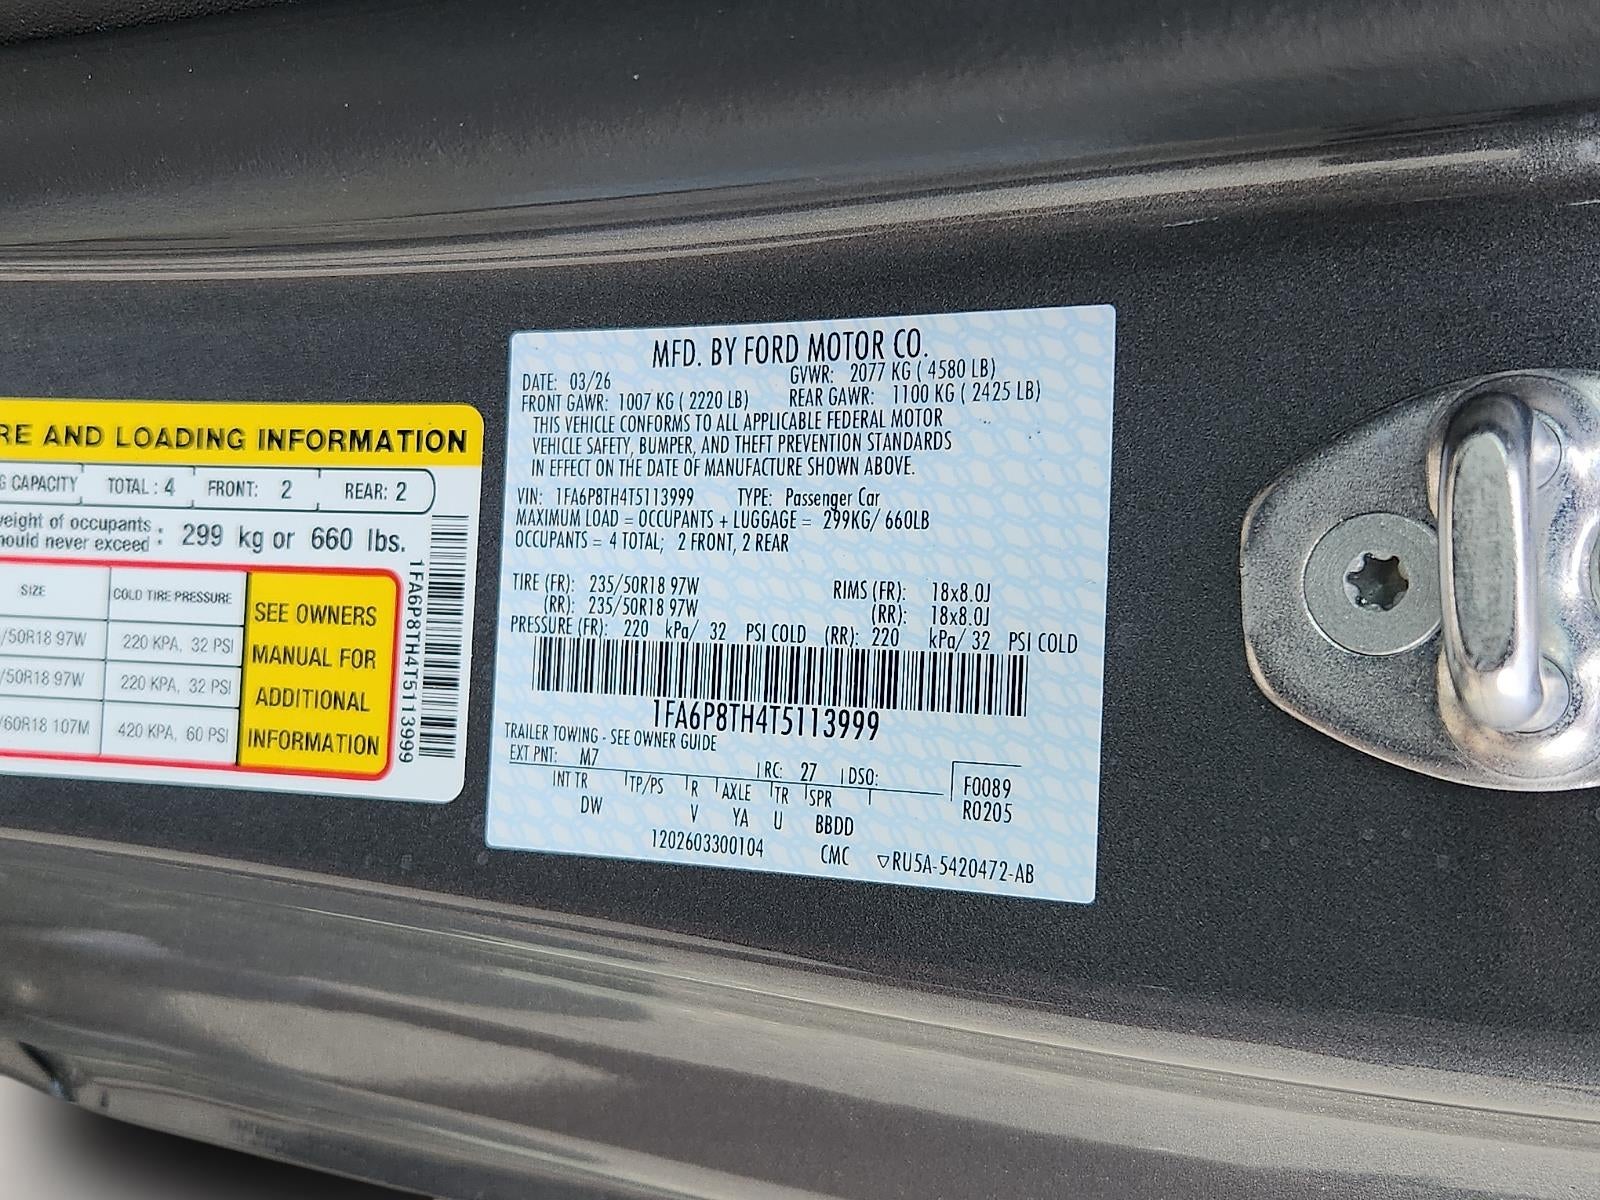 RE AND LOADING INFORMATION
G CAPACITY TOTAL : 4 FRONT: 2 REAR: 2
weight of occupants : 299 kg or 660 lbs.
should never exceed :
SIZE COLD TIRE PRESSURE
/50R18 97W 220 KPA, 32 PSI
/50R18 97W 220 KPA, 32 PSI
/60R18 107M 420 KPA, 60 PSI
SEE OWNERS
MANUAL FOR
ADDITIONAL
INFORMATION
1FA6P8TH4T5113999
MFD. BY FORD MOTOR CO.
DATE: 03/26 GVWR: 2077 KG ( 4580 LB)
FRONT GAWR: 1007 KG ( 2220 LB) REAR GAWR: 1100 KG ( 2425 LB)
THIS VEHICLE CONFORMS TO ALL APPLICABLE FEDERAL MOTOR
VEHICLE SAFETY, BUMPER, AND THEFT PREVENTION STANDARDS
IN EFFECT ON THE DATE OF MANUFACTURE SHOWN ABOVE.
VIN: 1FA6P8TH4T5113999 TYPE: Passenger Car
MAXIMUM LOAD = OCCUPANTS + LUGGAGE = 299KG/ 660LB
OCCUPANTS = 4 TOTAL; 2 FRONT, 2 REAR
TIRE (FR): 235/50R18 97W RIMS (FR): 18x8.0J
(RR): 235/50R18 97W (RR): 18x8.0J
PRESSURE (FR): 220 kPa/ 32 PSI COLD (RR): 220 kPa/ 32 PSI COLD
1FA6P8TH4T5113999
TRAILER TOWING - SEE OWNER GUIDE
EXT PNT: M7 RC: 27 DSO: F0089
INT TR TP/PS R AXLE TR SPR R0205
DW V YA U BBDD
1202603300104 CMC ▽RU5A-5420472-AB